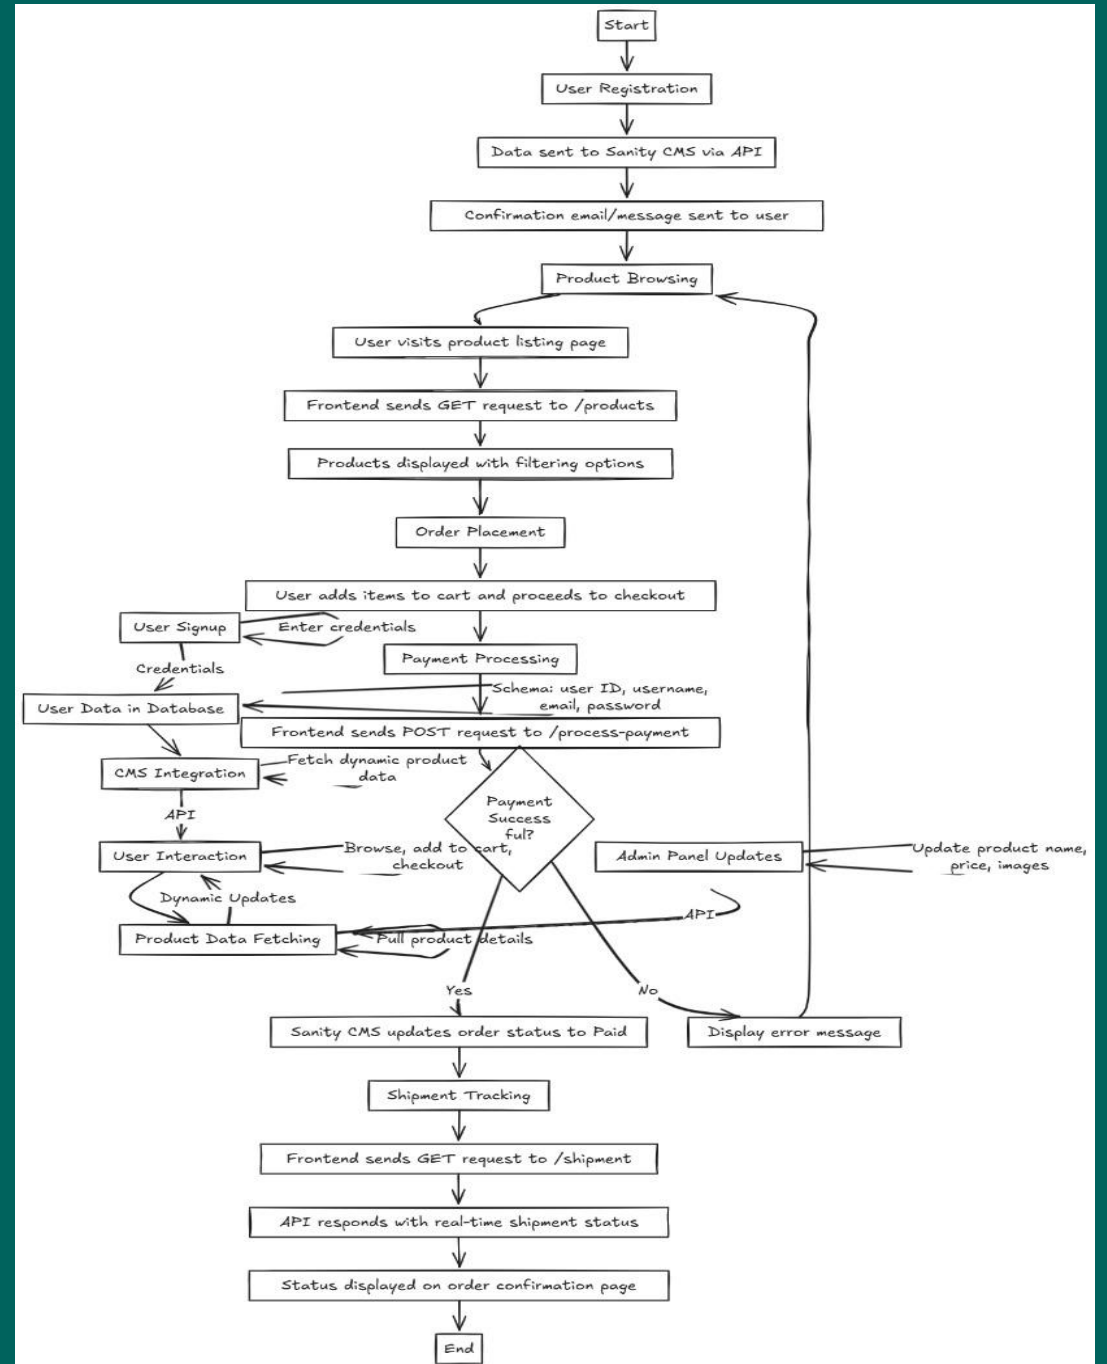 Start
User Registration
Data sent to Sanity CMS via API
Confirmation email/message sent to user
Product Browsing
User visits product listing page
Frontend sends GET request to /products
Products displayed with filtering options
Order Placement
User adds items to cart and proceeds to checkout
User Signup
Enter credentials
Payment Processing
Credentials
User Data in Database
Schema: user ID, username,
email, password
Frontend sends POST request to /process-payment
CMS Integration
Fetch dynamic product
data
Payment
Success
ful?
API
User Interaction
Browse, add to cart,
checkout
Admin Panel Updates
Update product name,
price, images
Dynamic Updates
API
Product Data Fetching
Pull product details
Yes
No
Sanity CMS updates order status to Paid
Display error message
Shipment Tracking
Frontend sends GET request to /shipment
API responds with real-time shipment status
Status displayed on order confirmation page
End